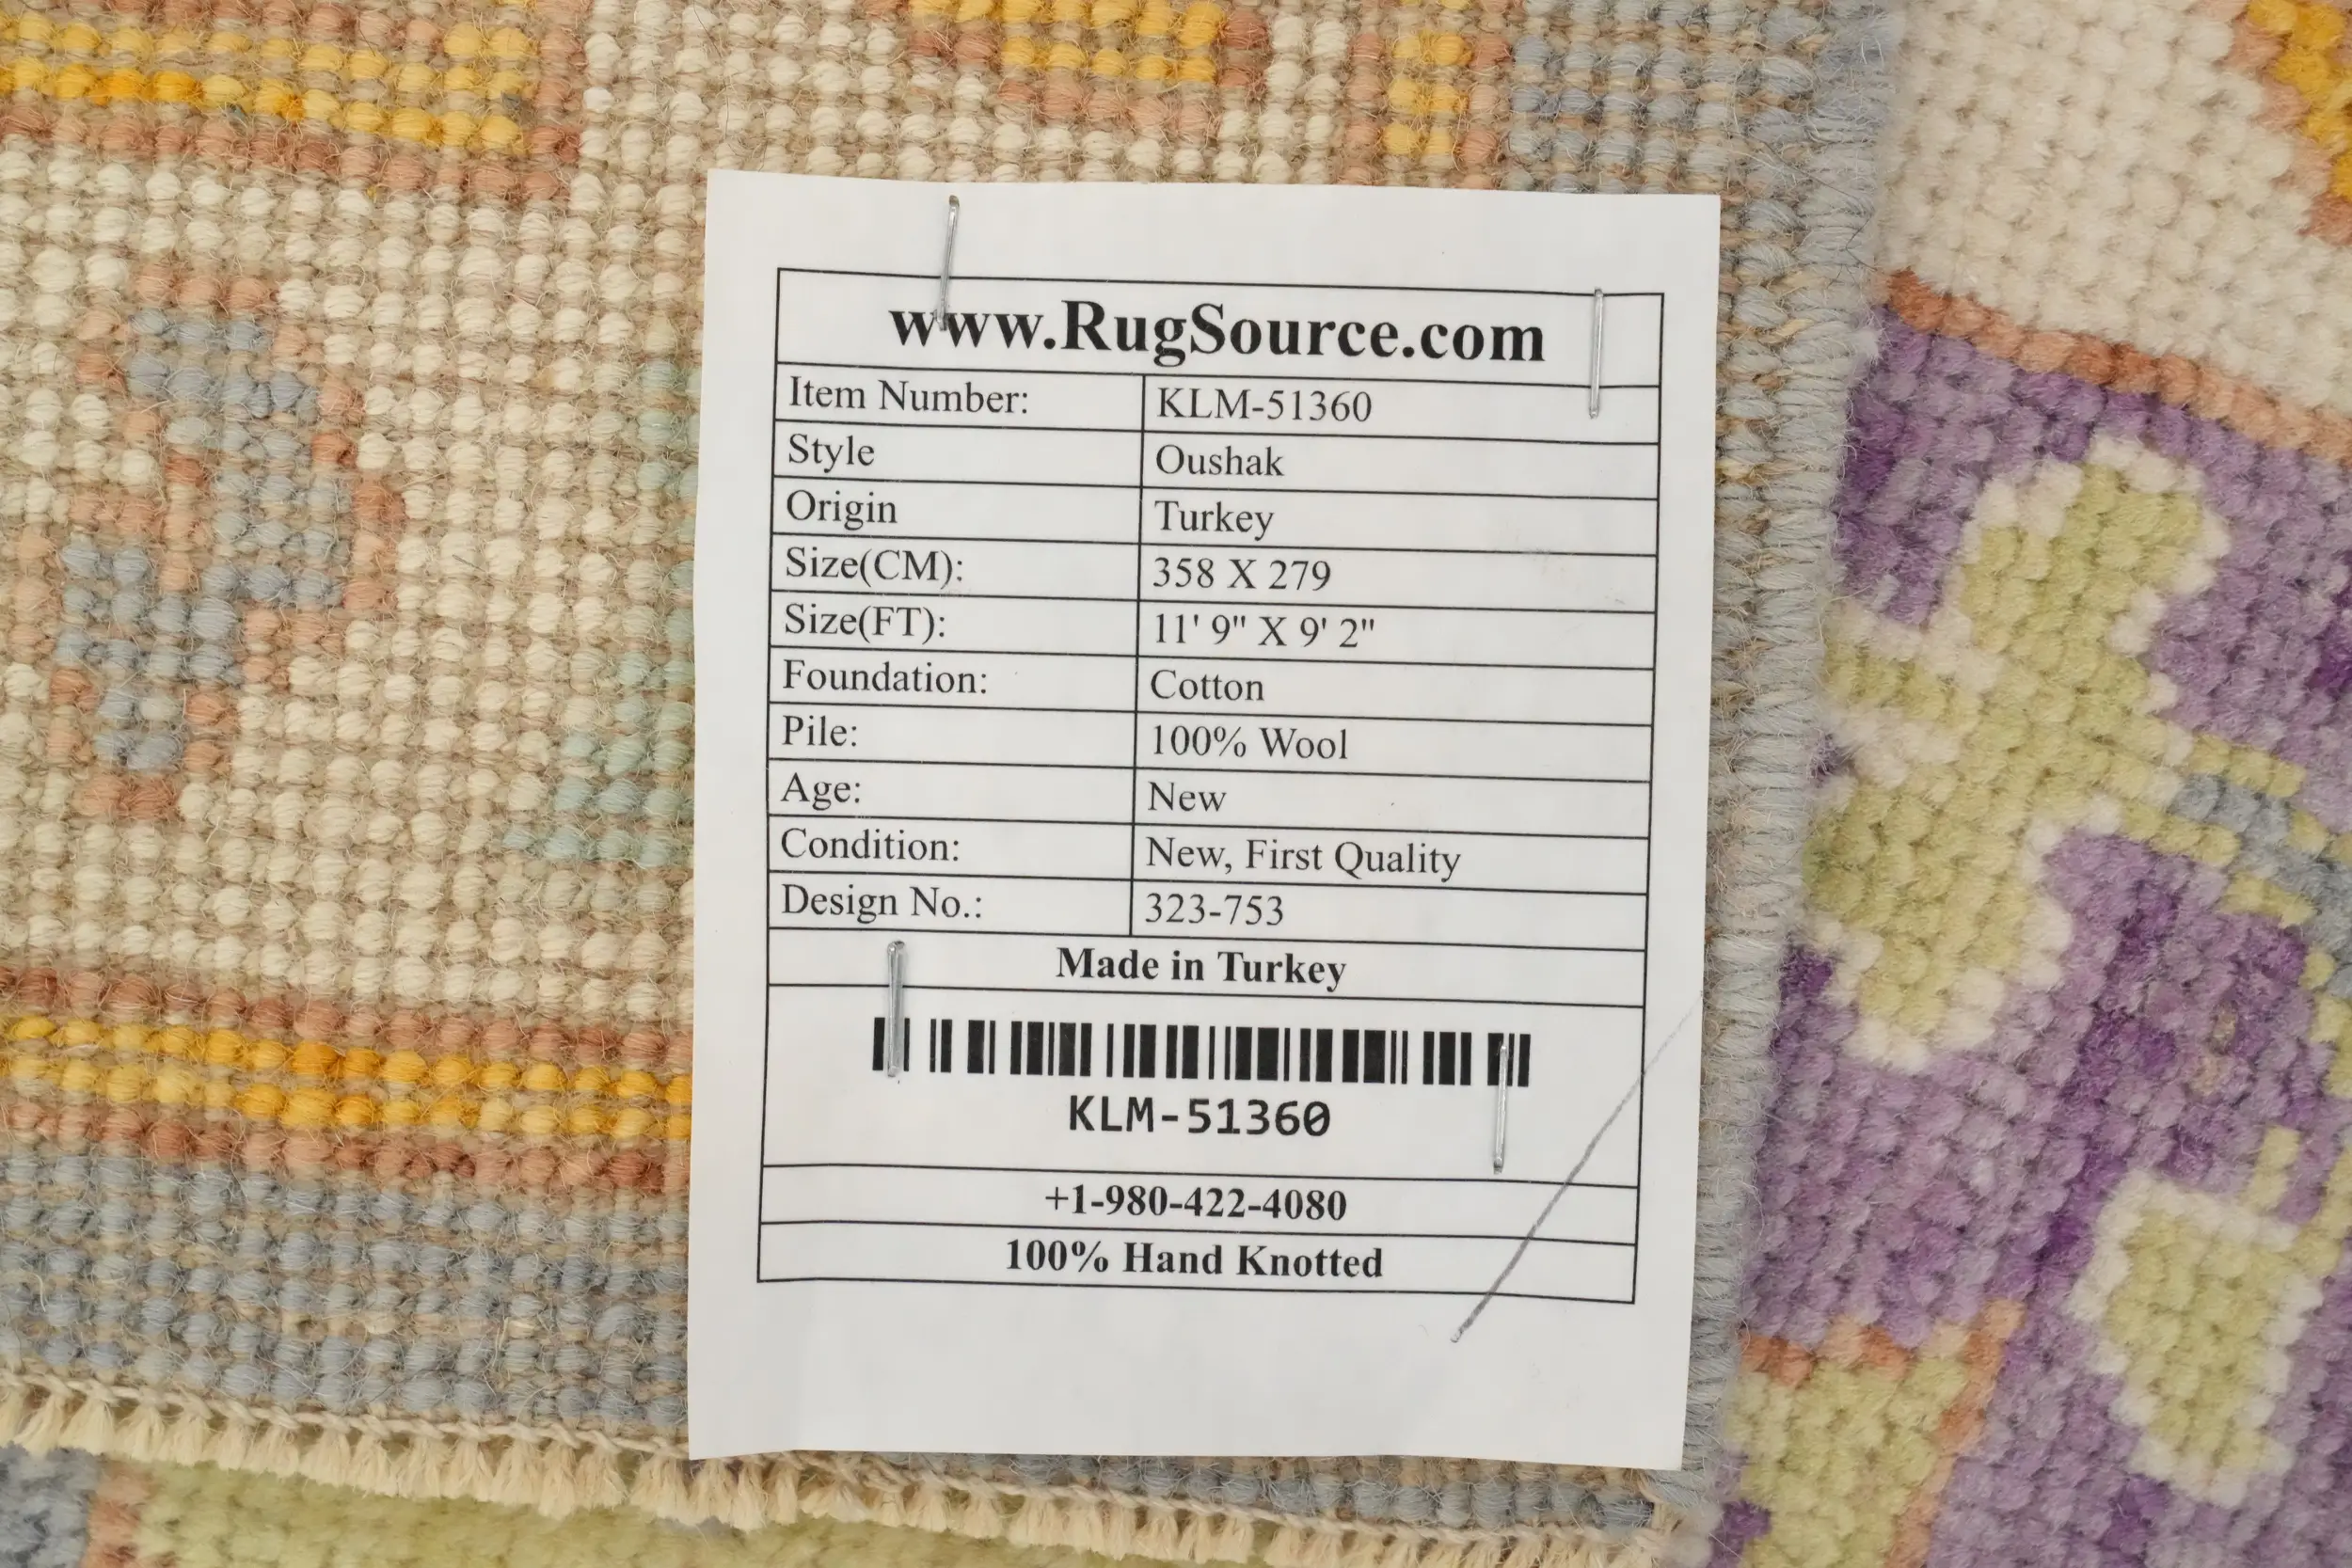 www.RugSource.com
Item Number: KLM-51360
Style Oushak
Origin Turkey
Size(CM): 358 X 279
Size(FT): 11' 9" X 9' 2"
Foundation: Cotton
Pile: 100% Wool
Age: New
Condition: New, First Quality
Design No.: 323-753
Made in Turkey
KLM-51360
+1-980-422-4080
100% Hand Knotted